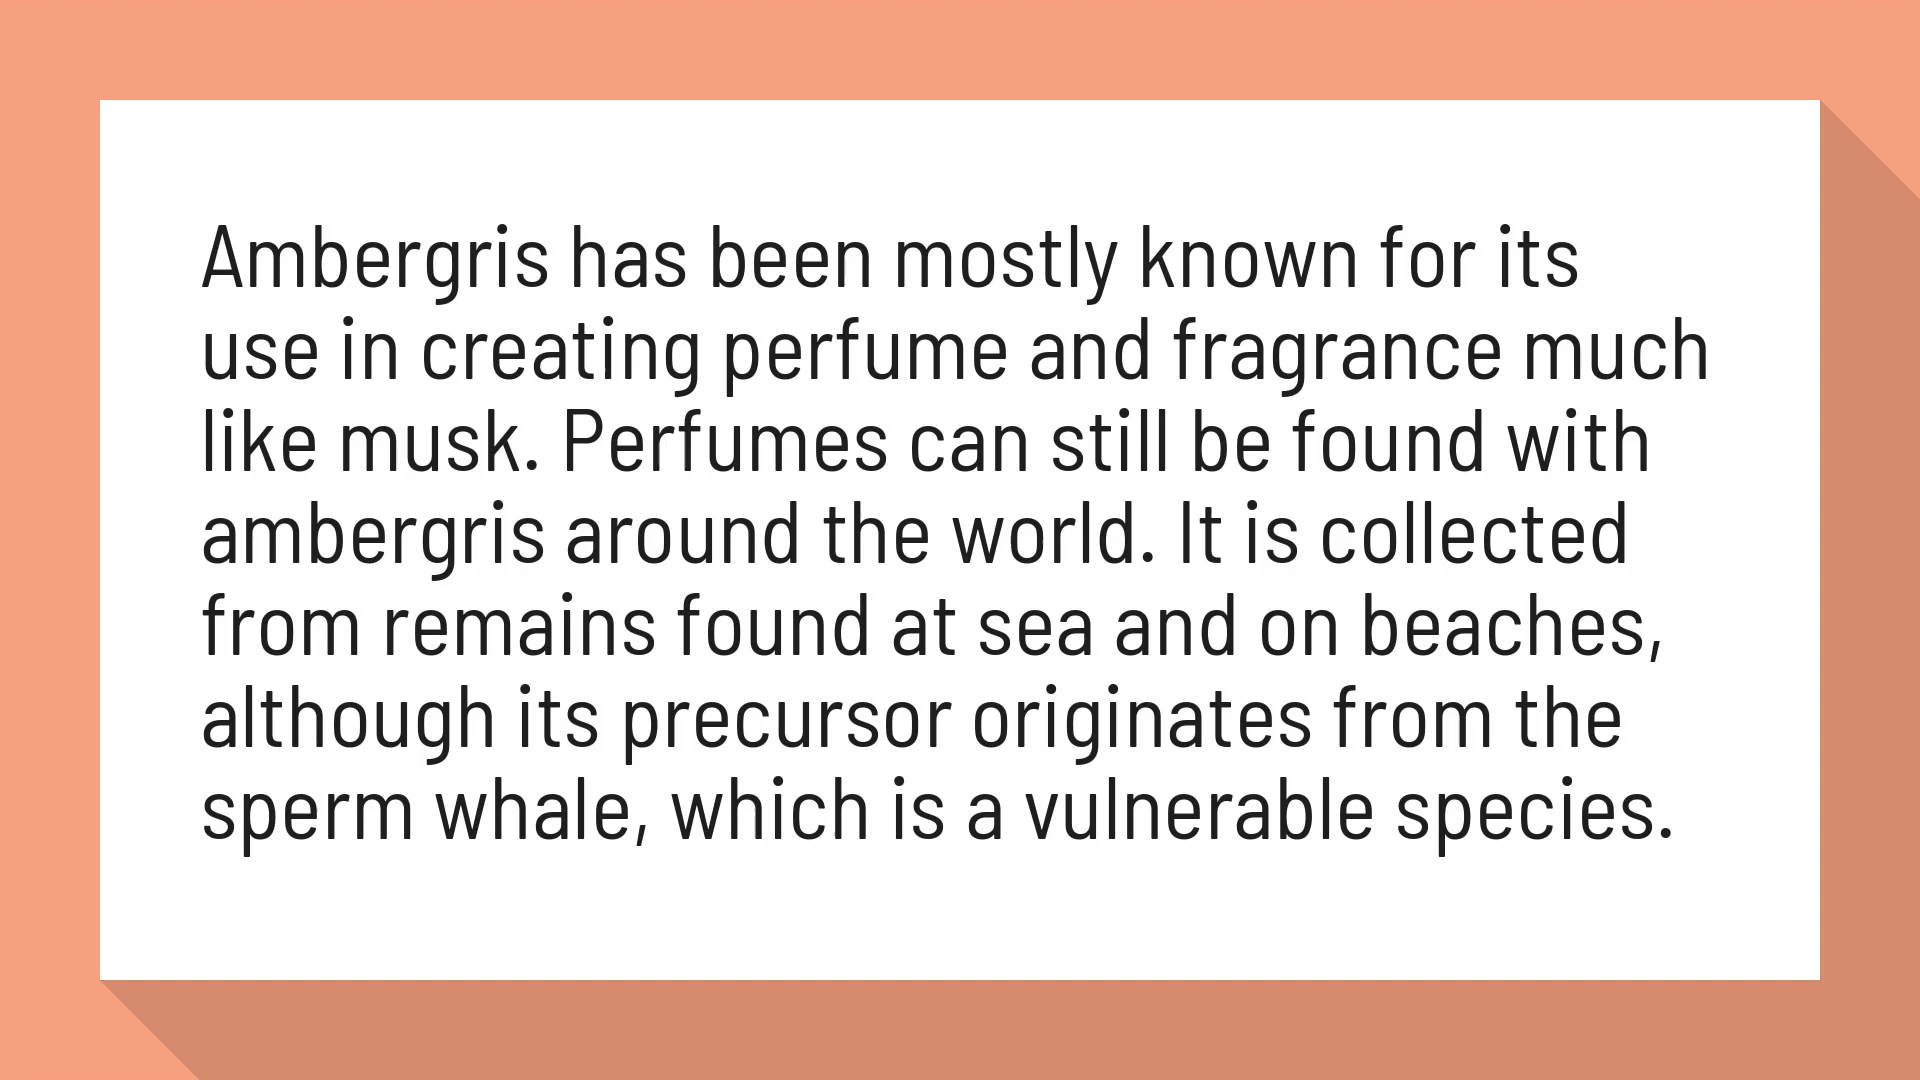 Ambergris has been mostly known for its
use in creating perfume and fragrance much
like musk. Perfumes can still be found with
ambergris around the world. It is collected
from remains found at sea and on beaches,
although its precursor originates from the
sperm whale, which is a vulnerable species.